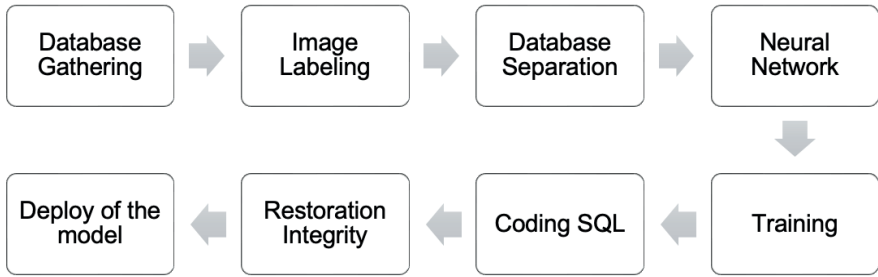 Database
Gathering
Image
Labeling
Database
Separation
Neural
Network
Training
Coding SQL
Restoration
Integrity
Deploy of the
model